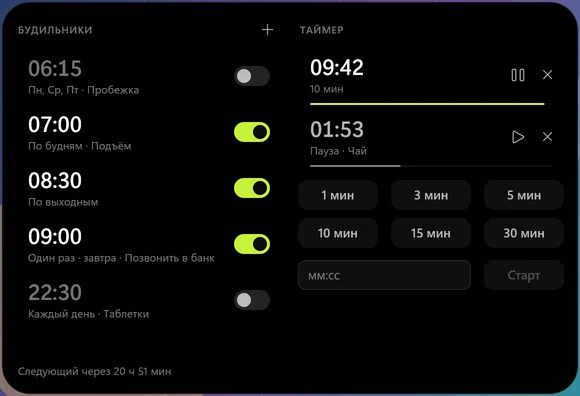 БУДИЛЬНИКИ
06:15
Пн, Ср, Пт · Пробежка
07:00
По будням · Подъём
08:30
По выходным
09:00
Один раз · завтра · Позвонить в банк
22:30
Каждый день · Таблетки
Следующий через 20 ч 51 мин
ТАЙМЕР
09:42
10 мин
01:53
Пауза · Чай
1 мин
3 мин
5 мин
10 мин
15 мин
30 мин
мм:сс
Старт